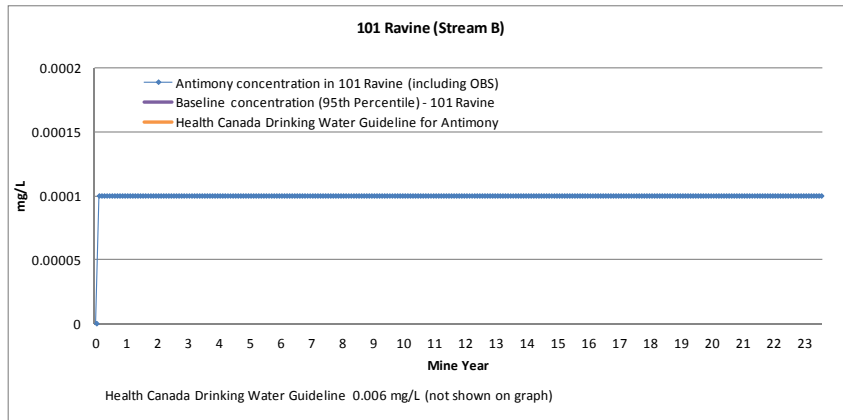 101 Ravine (Stream B)
0.0002
Antimony concentration in 101 Ravine (including OBS)
Baseline concentration (95th Percentile) - 101 Ravine
Health Canada Drinking Water Guideline for Antimony
0.00015
mg/L
0.0001
0.00005
0
0 1 2 3 4 5 6 7 8 9 10 11 12 13 14 15 16 17 18 19 20 21 22 23
Mine Year
Health Canada Drinking Water Guideline 0.006 mg/L (not shown on graph)